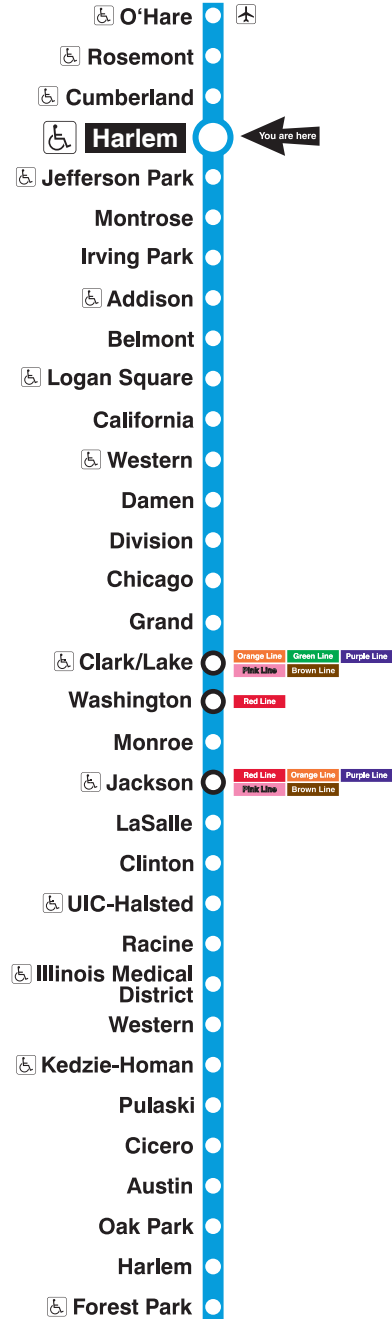 O‘Hare
Rosemont
Cumberland
Harlem
You are here
Jefferson Park
Montrose
Irving Park
Addison
Belmont
Logan Square
California
Western
Damen
Division
Chicago
Grand
Clark/Lake
Orange Line Green Line Purple Line
Pink Line Brown Line
Washington
Red Line
Monroe
Jackson
Red Line Orange Line Purple Line
Pink Line Brown Line
LaSalle
Clinton
UIC-Halsted
Racine
Illinois Medical
District
Western
Kedzie-Homan
Pulaski
Cicero
Austin
Oak Park
Harlem
Forest Park